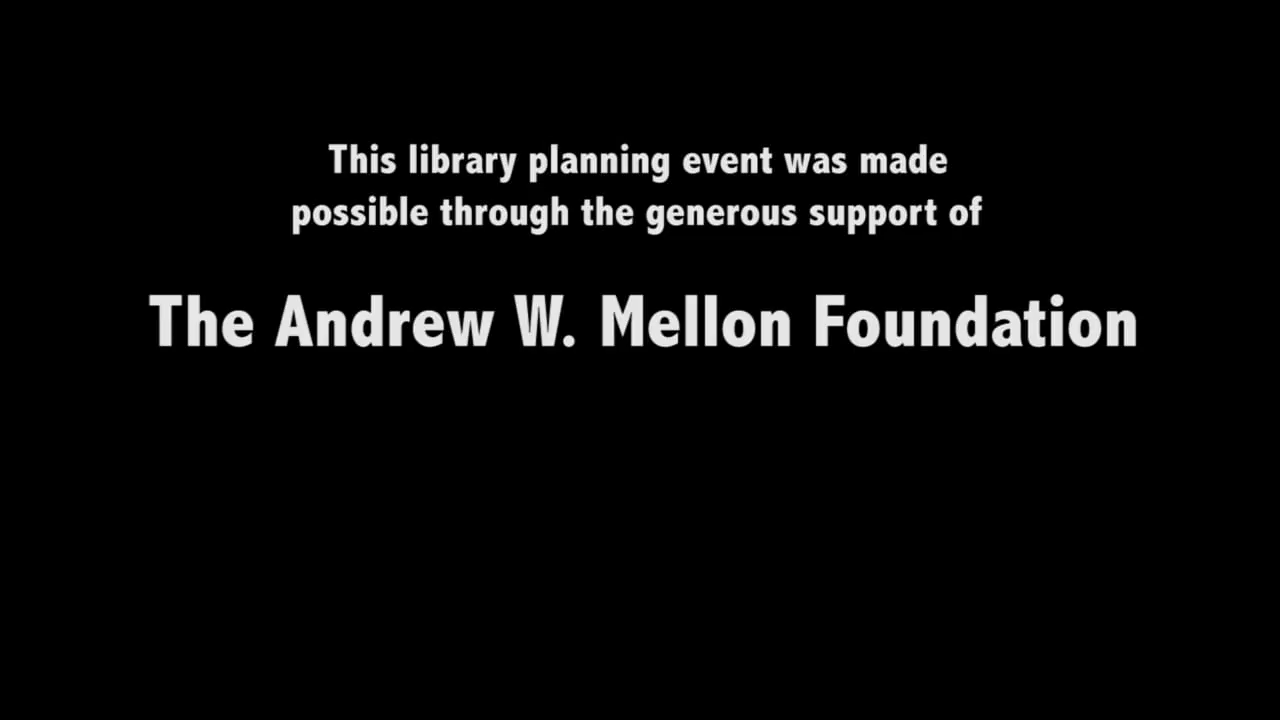 This library planning event was made
possible through the generous support of
The Andrew W. Mellon Foundation